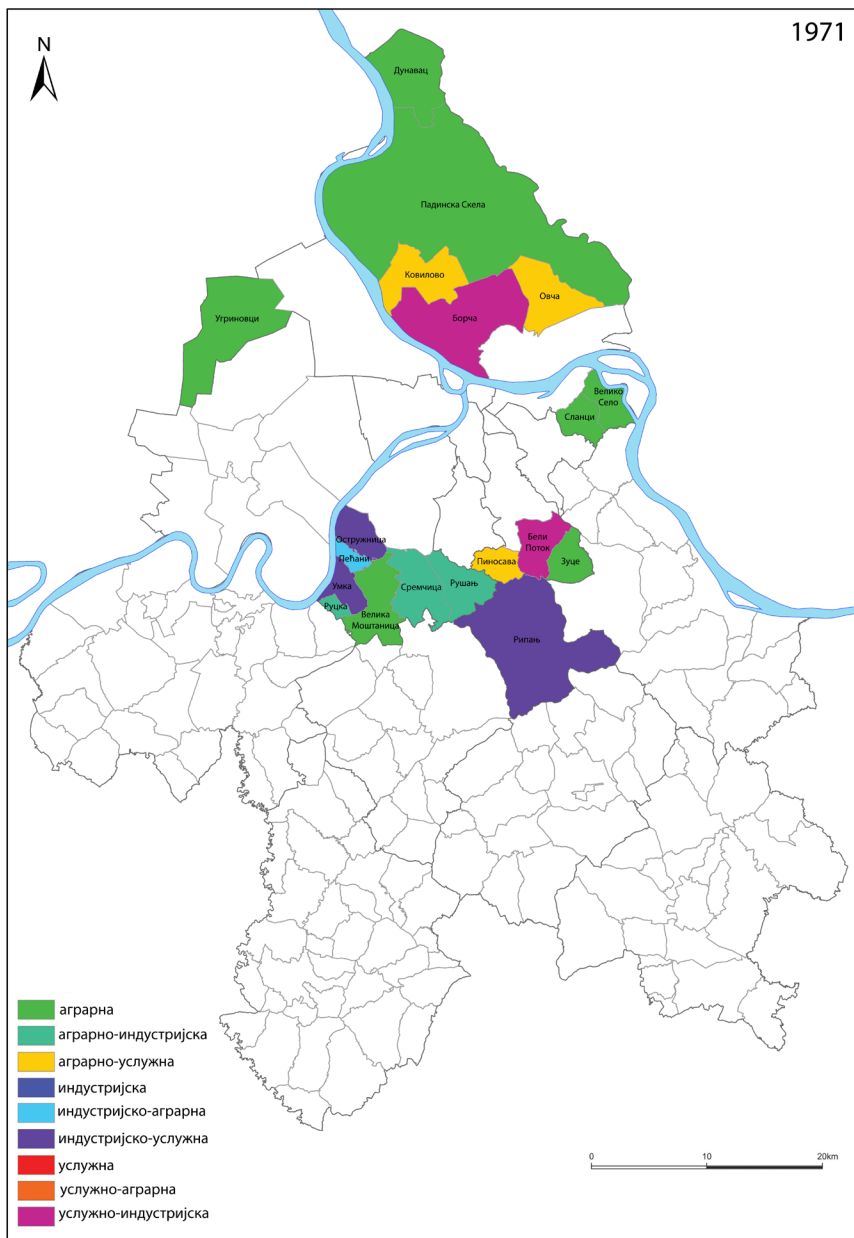 1971
N
Дунавац
Падинска Скела
Ковилово
Овча
Борча
Угриновци
Велико
Село
Сланци
Остружница
Пећани
Бели
Поток
Пиносава
Зуце
Умка
Сремчица
Рушањ
Руцка
Велика
Моштаница
Рипањ
аграрна
аграрно-индустријска
аграрно-услужна
индустријска
индустријско-аграрна
индустријско-услужна
услужна
услужно-аграрна
услужно-индустријска
0 10 20km